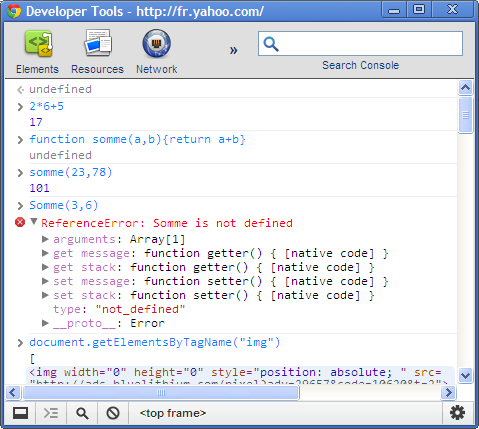 Developer Tools - http://fr.yahoo.com/
Elements Resources Network » Search Console
undefined
2*6+5
17
function somme(a,b){return a+b}
undefined
somme(23,78)
101
Somme(3,6)
ReferenceError: Somme is not defined
arguments: Array[1]
get message: function getter() { [native code] }
get stack: function getter() { [native code] }
set message: function setter() { [native code] }
set stack: function setter() { [native code] }
type: "not_defined"
__proto__: Error
document.getElementsByTagName("img")
[
<img width="0" height="0" style="position: absolute; " src=
"http://ads.bluelithium.com/pixel?adv=29657&code=10620&t=2">
<top frame>